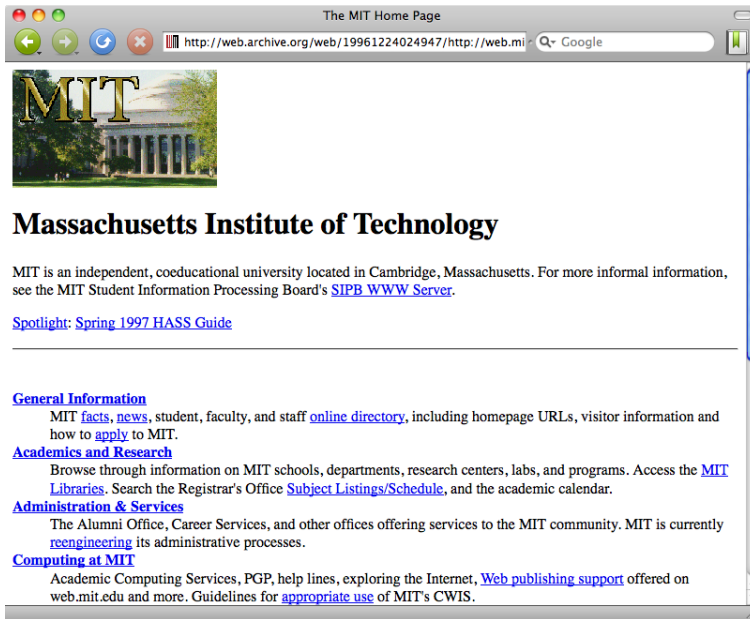 The MIT Home Page
http://web.archive.org/web/19961224024947/http://web.mi
Google
MIT
Massachusetts Institute of Technology
MIT is an independent, coeducational university located in Cambridge, Massachusetts. For more informal information,
see the MIT Student Information Processing Board's SIPB WWW Server.
Spotlight: Spring 1997 HASS Guide
General Information
MIT facts, news, student, faculty, and staff online directory, including homepage URLs, visitor information and
how to apply to MIT.
Academics and Research
Browse through information on MIT schools, departments, research centers, labs, and programs. Access the MIT
Libraries. Search the Registrar's Office Subject Listings/Schedule, and the academic calendar.
Administration & Services
The Alumni Office, Career Services, and other offices offering services to the MIT community. MIT is currently
reengineering its administrative processes.
Computing at MIT
Academic Computing Services, PGP, help lines, exploring the Internet, Web publishing support offered on
web.mit.edu and more. Guidelines for appropriate use of MIT's CWIS.